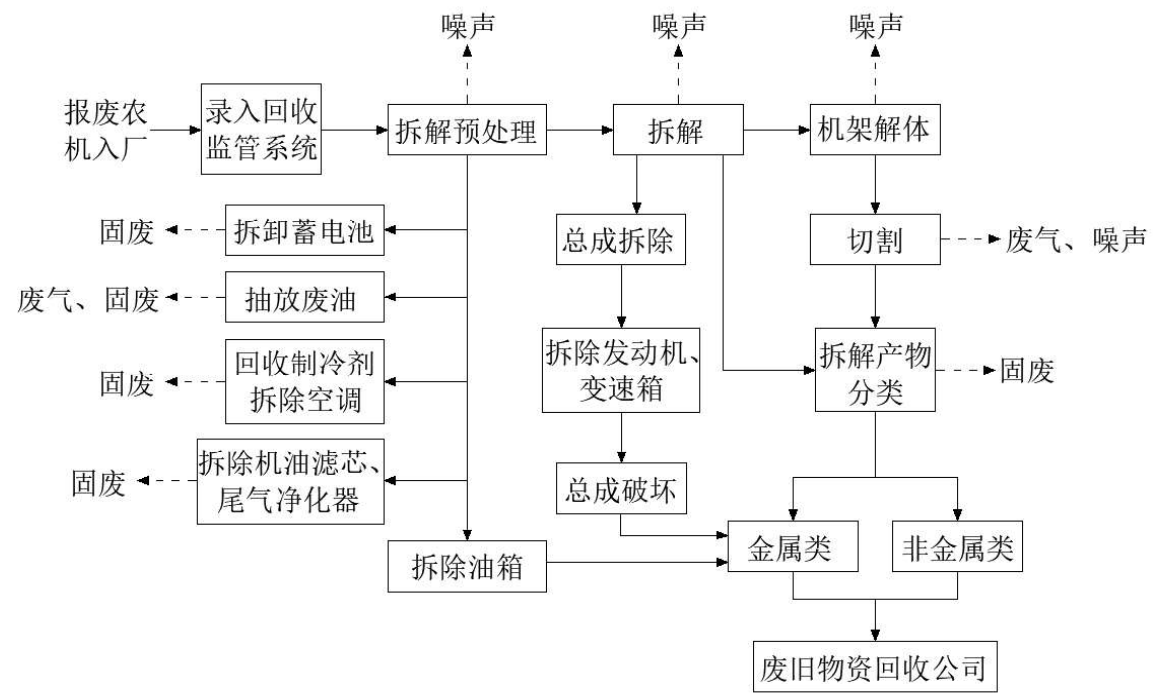 噪声
噪声
噪声
报废农
机入厂
录入回收
监管系统
拆解预处理
拆解
机架解体
固废
拆卸蓄电池
总成拆除
切割
废气、噪声
废气、固废
抽放废油
固废
回收制冷剂
拆除空调
拆除发动机、
变速箱
拆解产物
分类
固废
固废
拆除机油滤芯、
尾气净化器
总成破坏
拆除油箱
金属类
非金属类
废旧物资回收公司